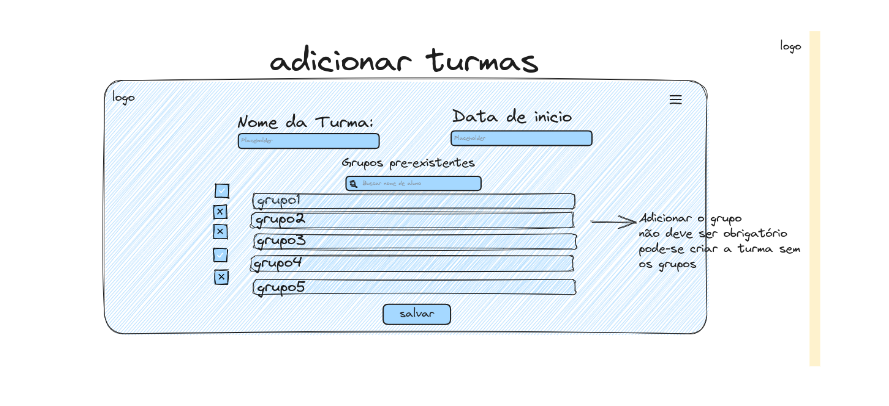 adicionar turmas
logo
logo
Nome da Turma:
Data de inicio
Placeholder
Placeholder
Grupos pre-existentes
Buscar nome do aluno
grupo1
grupo2
grupo3
grupo4
grupo5
Adicionar o grupo
não deve ser obrigatório
pode-se criar a turma sem
os grupos
salvar